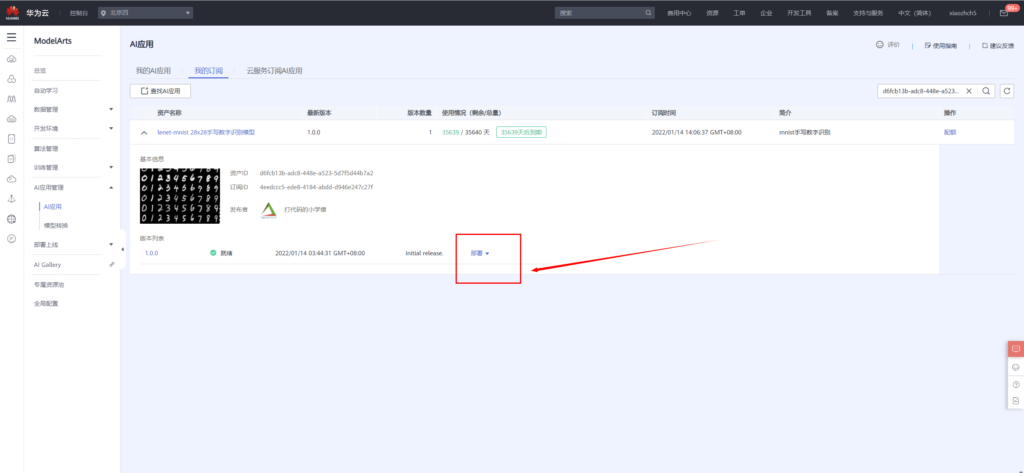 华为云 控制台 北京四 搜索 费用中心 资源 工单 企业 开发工具 备案 支持与服务 中文（简体） xiaozhch5 99+
ModelArts
总览
自动学习
数据管理
开发环境
算法管理
训练管理
AI应用管理
AI应用
模型转换
部署上线
AI Gallery
专属资源池
全局配置
AI应用 评价 使用指南 建议反馈
我的AI应用 我的订阅 云服务订阅AI应用
查找AI应用 d6fcb13b-adc8-448e-a523...
资产名称 最新版本 版本数量 使用情况（剩余/总量） 订阅时间 简介 操作
lenet-mnist 28x28手写数字识别模型 1.0.0 1 35639 / 35640 天 35639天后到期 2022/01/14 14:06:37 GMT+08:00 mnist手写数字识别 配额
基本信息
资产ID d6fcb13b-adc8-448e-a523-5d7f5d44b7a2
订阅ID 4eedccc5-ede8-4184-abdd-d946e247c27f
发布者 打代码的小学僧
版本列表
1.0.0 就绪 2022/01/14 03:44:31 GMT+08:00 Initial release. 部署